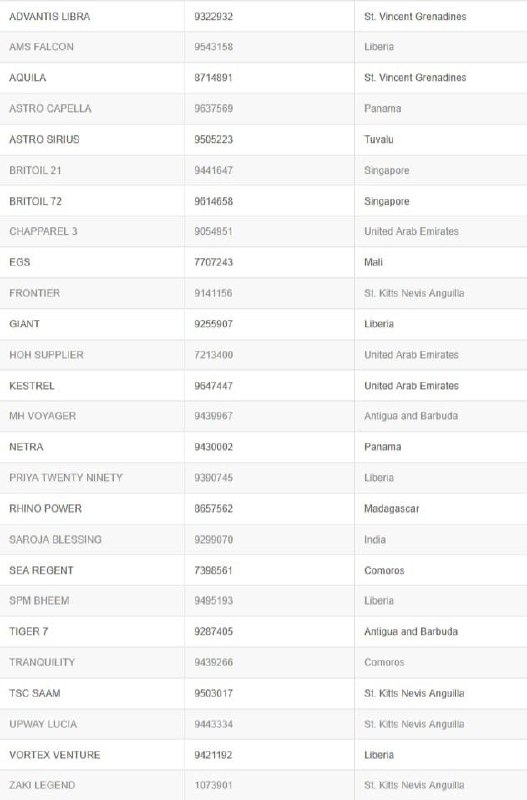 ADVANTIS LIBRA 9322932 St. Vincent Grenadines
AMS FALCON 9543158 Liberia
AQUILA 8714891 St. Vincent Grenadines
ASTRO CAPELLA 9637569 Panama
ASTRO SIRIUS 9505223 Tuvalu
BRITOIL 21 9441647 Singapore
BRITOIL 72 9614658 Singapore
CHAPPAREL 3 9054951 United Arab Emirates
EGS 7707243 Mali
FRONTIER 9141156 St. Kitts Nevis Anguilla
GIANT 9255907 Liberia
HOH SUPPLIER 7213400 United Arab Emirates
KESTREL 9647447 United Arab Emirates
MH VOYAGER 9439967 Antigua and Barbuda
NETRA 9430002 Panama
PRIYA TWENTY NINETY 9390745 Liberia
RHINO POWER 8657562 Madagascar
SAROJA BLESSING 9299070 India
SEA REGENT 7398561 Comoros
SPM BHEEM 9495193 Liberia
TIGER 7 9287405 Antigua and Barbuda
TRANQUILITY 9439266 Comoros
TSC SAAM 9503017 St. Kitts Nevis Anguilla
UPWAY LUCIA 9443334 St. Kitts Nevis Anguilla
VORTEX VENTURE 9421192 Liberia
ZAKI LEGEND 1073901 St. Kitts Nevis Anguilla